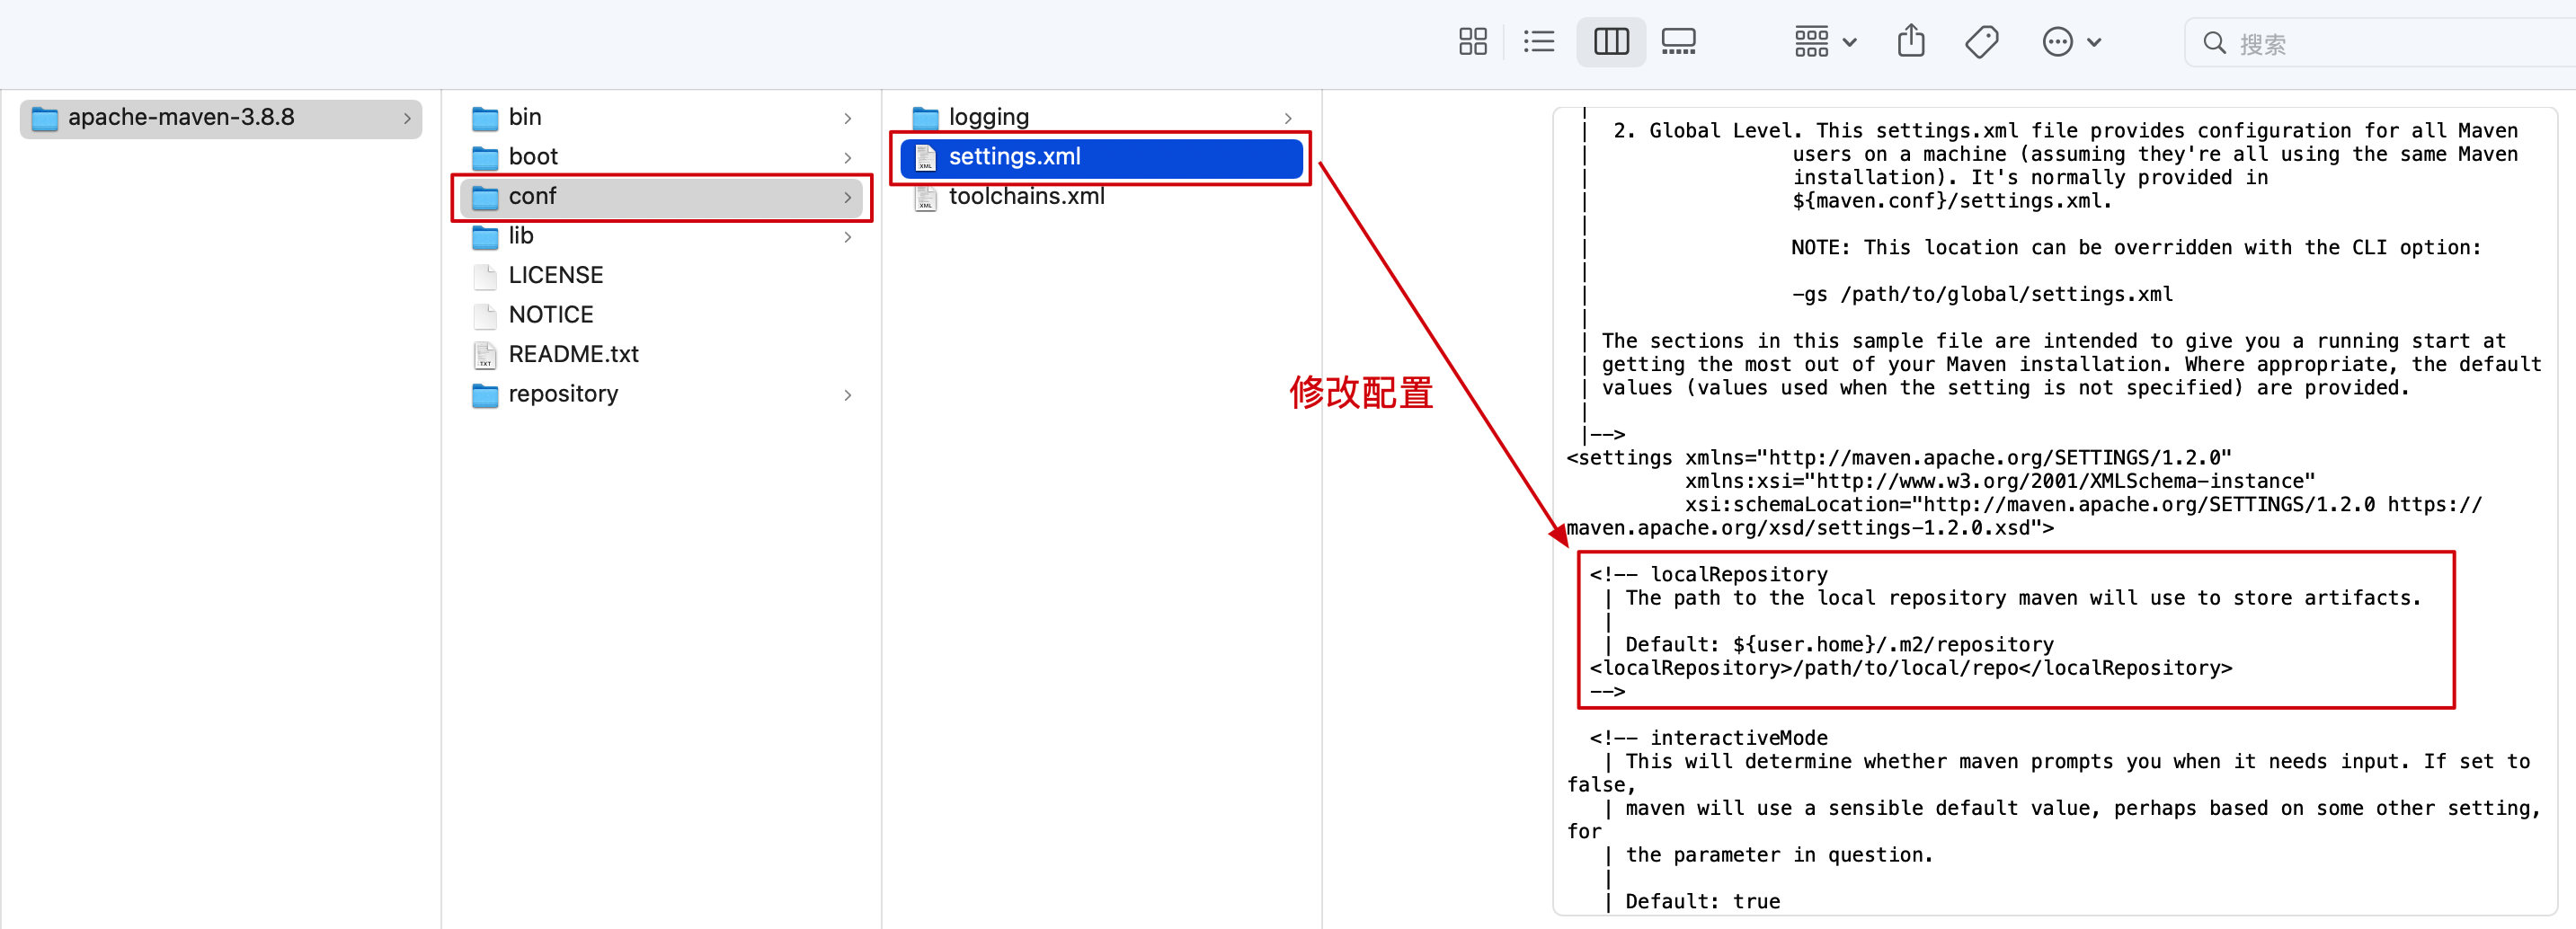 搜索
apache-maven-3.8.8
bin
boot
conf
lib
LICENSE
NOTICE
README.txt
repository
logging
settings.xml
toolchains.xml
修改配置
|
| 2. Global Level. This settings.xml file provides configuration for all Maven
| users on a machine (assuming they're all using the same Maven
| installation). It's normally provided in
| ${maven.conf}/settings.xml.
|
| NOTE: This location can be overridden with the CLI option:
|
| -gs /path/to/global/settings.xml
|
| The sections in this sample file are intended to give you a running start at
| getting the most out of your Maven installation. Where appropriate, the default
| values (values used when the setting is not specified) are provided.
|
|-->
<settings xmlns="http://maven.apache.org/SETTINGS/1.2.0"
xmlns:xsi="http://www.w3.org/2001/XMLSchema-instance"
xsi:schemaLocation="http://maven.apache.org/SETTINGS/1.2.0 https://
maven.apache.org/xsd/settings-1.2.0.xsd">
<!-- localRepository
| The path to the local repository maven will use to store artifacts.
|
| Default: ${user.home}/.m2/repository
<localRepository>/path/to/local/repo</localRepository>
-->
<!-- interactiveMode
| This will determine whether maven prompts you when it needs input. If set to
false,
| maven will use a sensible default value, perhaps based on some other setting,
for
| the parameter in question.
|
| Default: true